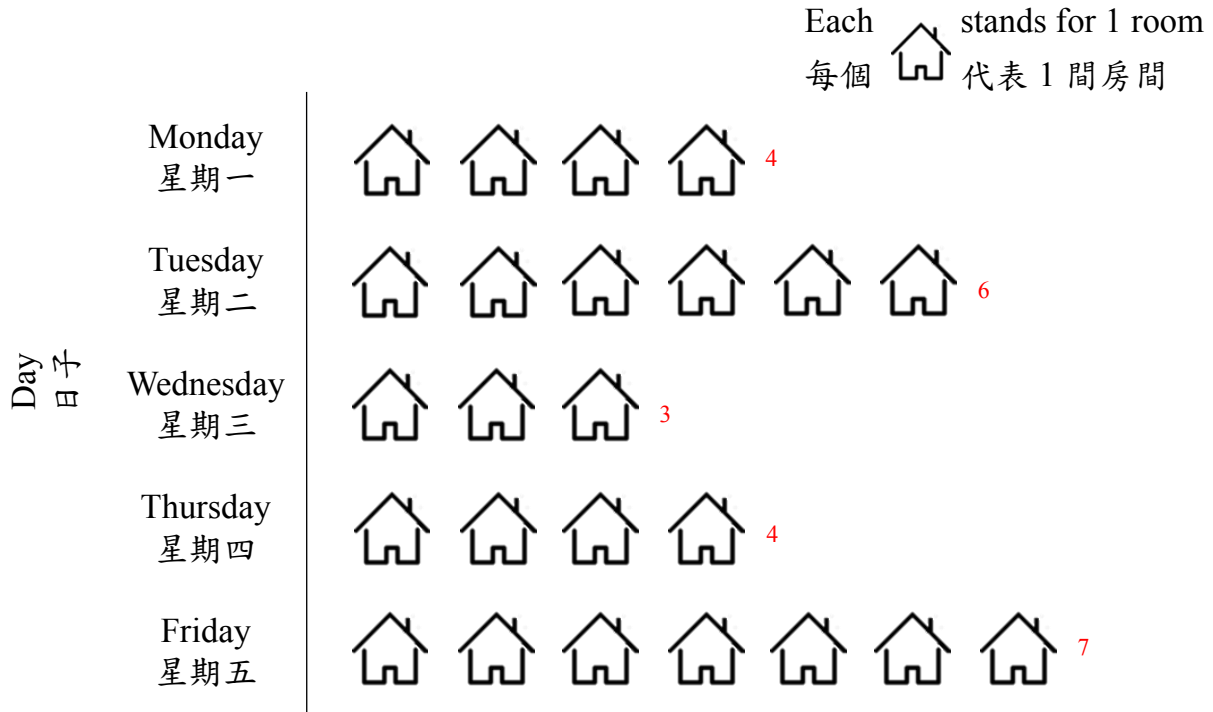 Each stands for 1 room
每個 代表 1 間房間
Monday
星期一
4
Tuesday
星期二
6
Day
日子
Wednesday
星期三
3
Thursday
星期四
4
Friday
星期五
7